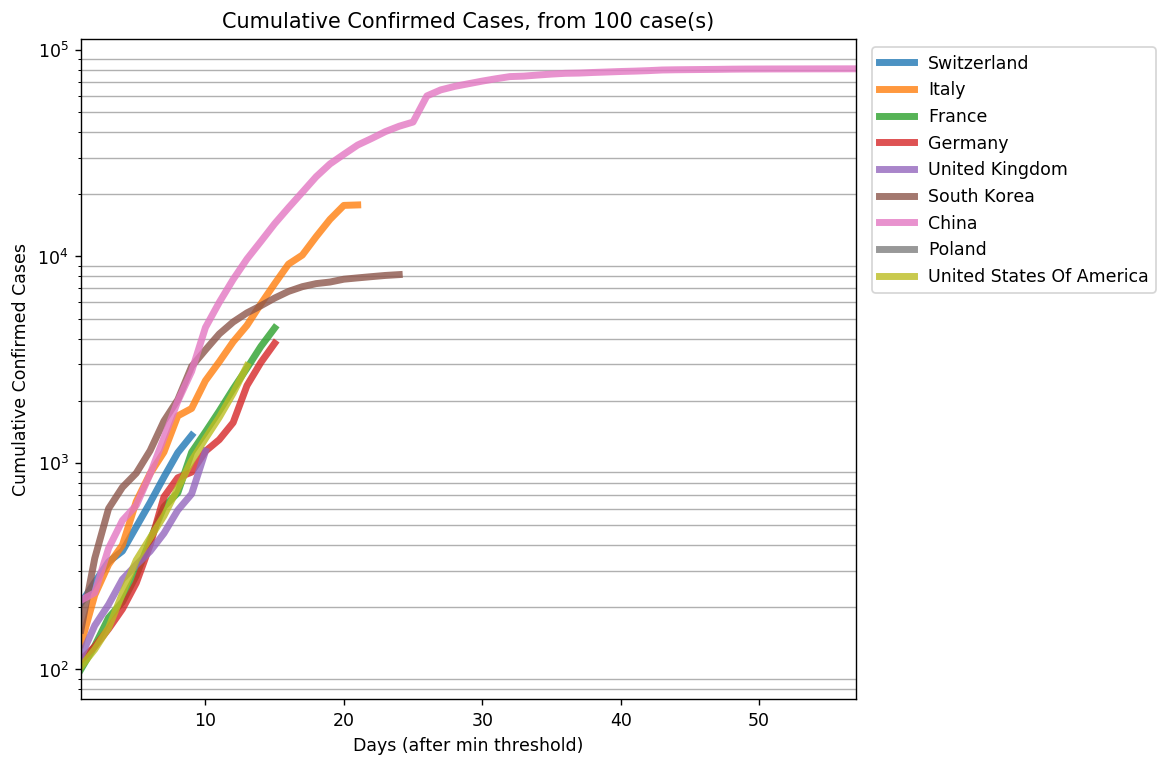 Cumulative Confirmed Cases, from 100 case(s)
Cumulative Confirmed Cases
10^5
10^4
10^3
10^2
10 20 30 40 50
Days (after min threshold)
Switzerland
Italy
France
Germany
United Kingdom
South Korea
China
Poland
United States Of America